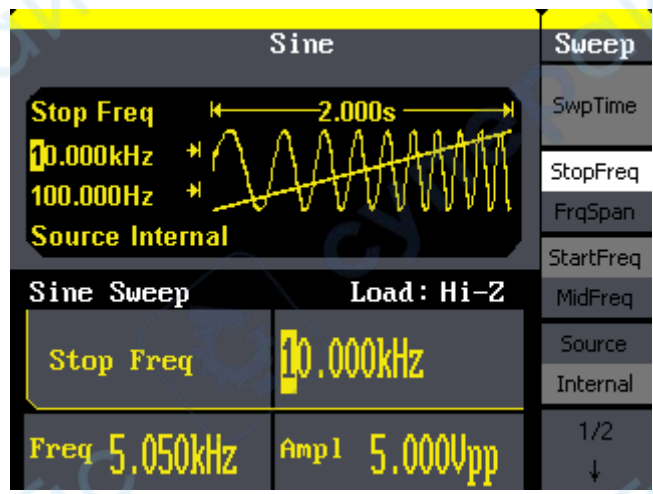 Sine
Sweep
Stop Freq
2.000s
10.000kHz
100.000Hz
Source Internal
SwpTime
StopFreq
FrqSpan
StartFreq
MidFreq
Source
Internal
1/2
↓
Sine Sweep
Load: Hi-Z
Stop Freq
10.000kHz
Freq 5.050kHz
Ampl 5.000Vpp